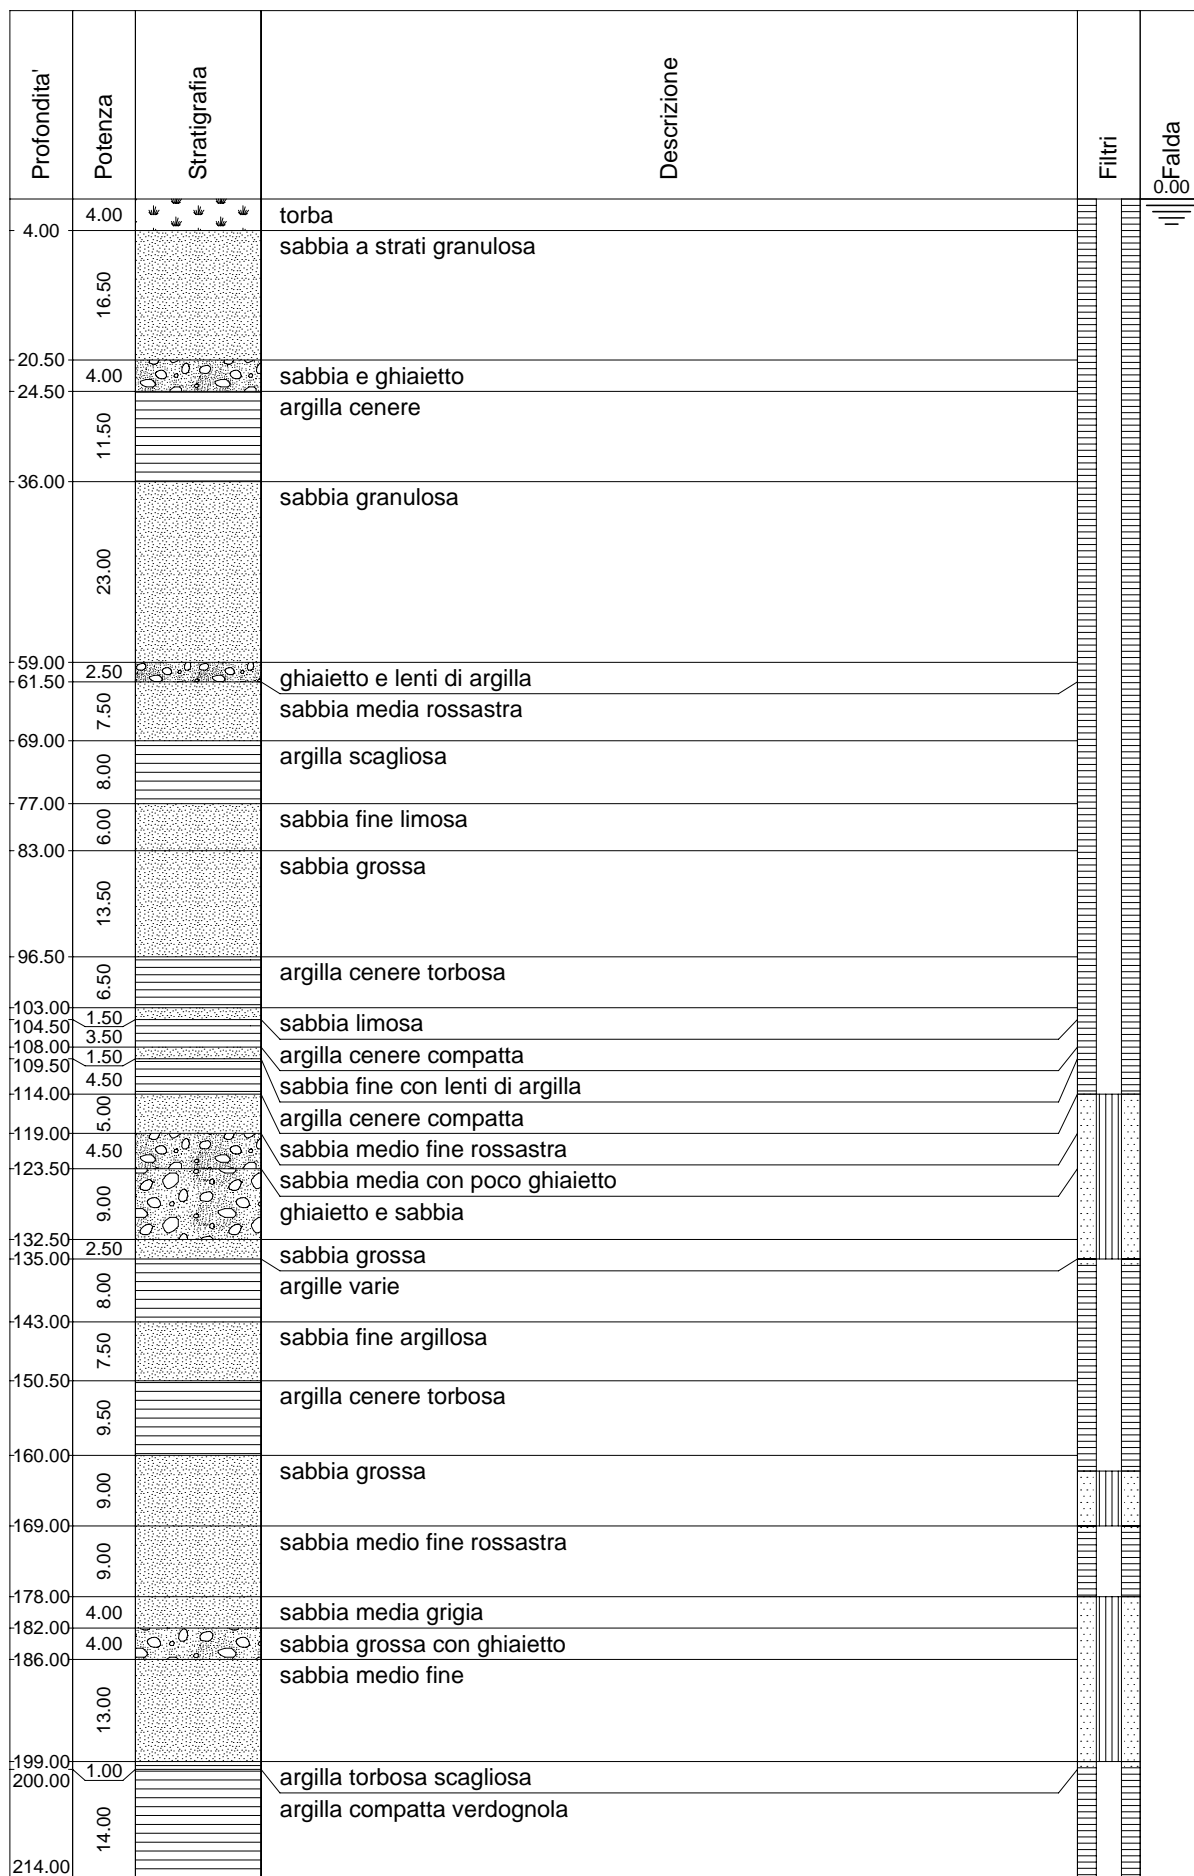 Profondita'
Potenza
Stratigrafia
Descrizione
Filtri
Falda
0.00
4.00
torba
4.00
16.50
sabbia a strati granulosa
20.50
4.00
sabbia e ghiaietto
24.50
11.50
argilla cenere
36.00
23.00
sabbia granulosa
59.00
2.50
ghiaietto e lenti di argilla
61.50
7.50
sabbia media rossastra
69.00
8.00
argilla scagliosa
77.00
6.00
sabbia fine limosa
83.00
13.50
sabbia grossa
96.50
6.50
argilla cenere torbosa
103.00
1.50
sabbia limosa
104.50
3.50
argilla cenere compatta
108.00
1.50
sabbia fine con lenti di argilla
109.50
4.50
argilla cenere compatta
114.00
5.00
sabbia medio fine rossastra
119.00
4.50
sabbia media con poco ghiaietto
123.50
9.00
ghiaietto e sabbia
132.50
2.50
sabbia grossa
135.00
8.00
argille varie
143.00
7.50
sabbia fine argillosa
150.50
9.50
argilla cenere torbosa
160.00
9.00
sabbia grossa
169.00
9.00
sabbia medio fine rossastra
178.00
4.00
sabbia media grigia
182.00
4.00
sabbia grossa con ghiaietto
186.00
13.00
sabbia medio fine
199.00
1.00
argilla torbosa scagliosa
200.00
14.00
argilla compatta verdognola
214.00